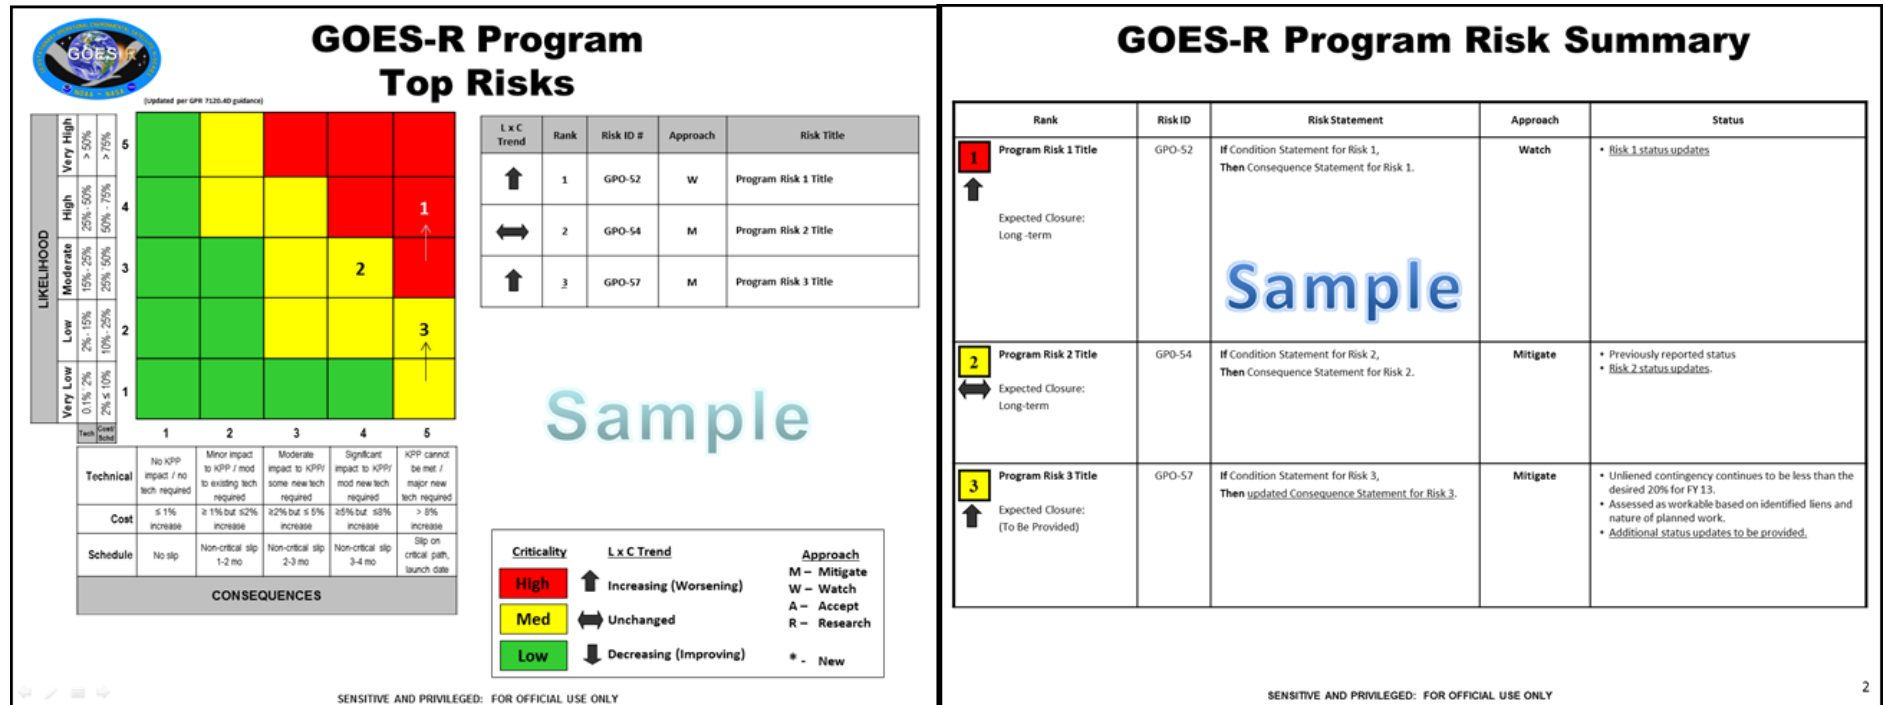 GOES-R Program
Top Risks
GOES-R
NOAA - NASA
(Updated per GPR 7120.4D guidance)
LIKELIHOOD
Very High > 50% > 75% 5
High 25% - 50% 50% - 75% 4
Moderate 15% - 25% 25% - 50% 3
Low 2% - 15% 10% - 25% 2
Very Low 0.1% - 2% 2% ≤ 10% 1
Tech Cost/ Schd
1
2
3
1 2 3 4 5
Technical
No KPP
impact / no
tech required
Minor impact
to KPP / mod
to existing tech
required
Moderate
impact to KPP/
some new tech
required
Significant
impact to KPP/
mod new tech
required
KPP cannot
be met /
major new
tech required
Cost
≤ 1%
increase
≥ 1% but ≤2%
increase
≥2% but ≤ 5%
increase
≥5% but ≤8%
increase
> 8%
increase
Schedule
No slip
Non-critical slip
1-2 mo
Non-critical slip
2-3 mo
Non-critical slip
3-4 mo
Slip on
critical path,
launch date
CONSEQUENCES
L x C
Trend
Rank
Risk ID #
Approach
Risk Title
1 GPO-52 W Program Risk 1 Title
2 GPO-54 M Program Risk 2 Title
3 GPO-57 M Program Risk 3 Title
Sample
Criticality
High
Med
Low
L x C Trend
Increasing (Worsening)
Unchanged
Decreasing (Improving)
Approach
M – Mitigate
W – Watch
A – Accept
R – Research
* - New
SENSITIVE AND PRIVILEGED: FOR OFFICIAL USE ONLY
GOES-R Program Risk Summary
Rank Risk ID Risk Statement Approach Status
1
Program Risk 1 Title
Expected Closure:
Long -term
GPO-52
If Condition Statement for Risk 1,
Then Consequence Statement for Risk 1.
Watch
• Risk 1 status updates
Sample
2
Program Risk 2 Title
Expected Closure:
Long-term
GP0-54
If Condition Statement for Risk 2,
Then Consequence Statement for Risk 2.
Mitigate
• Previously reported status
• Risk 2 status updates.
3
Program Risk 3 Title
Expected Closure:
(To Be Provided)
GPO-57
If Condition Statement for Risk 3,
Then updated Consequence Statement for Risk 3.
Mitigate
• Unliened contingency continues to be less than the
desired 20% for FY 13.
• Assessed as workable based on identified liens and
nature of planned work.
• Additional status updates to be provided.
SENSITIVE AND PRIVILEGED: FOR OFFICIAL USE ONLY
2